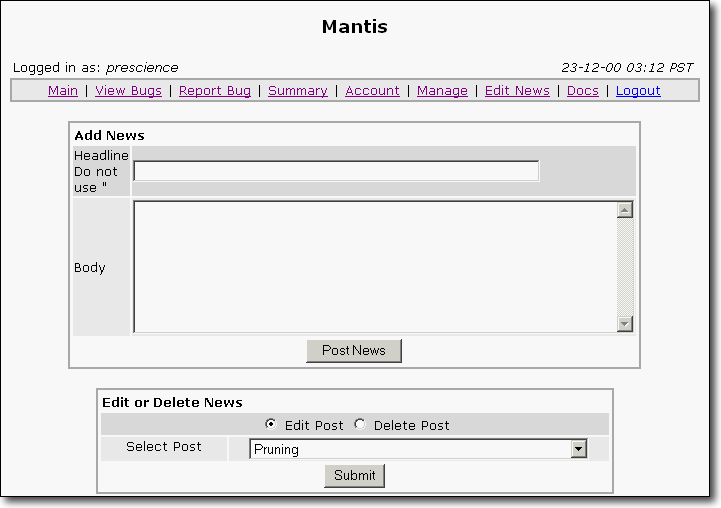 Mantis
Logged in as: prescience 23-12-00 03:12 PST
Main | View Bugs | Report Bug | Summary | Account | Manage | Edit News | Docs | Logout
Add News
Headline
Do not
use "
Body
Post News
Edit or Delete News
Edit Post Delete Post
Select Post Pruning
Submit